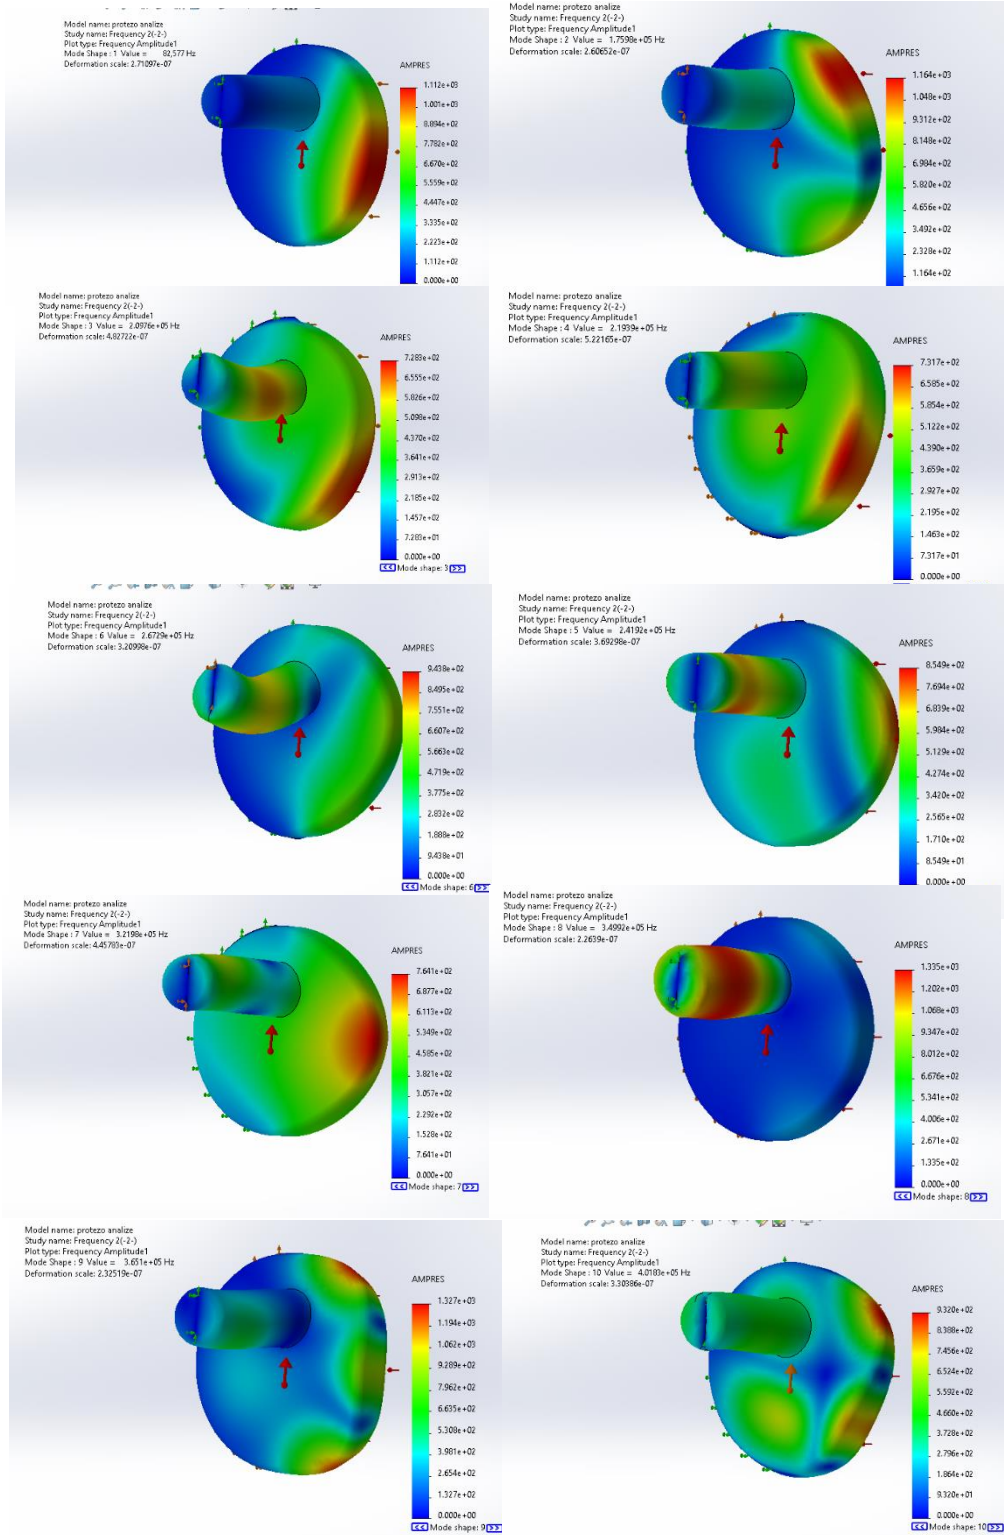 Model name: protezo analize
Study name: Frequency 2(-2-)
Plot type: Frequency Amplitude1
Mode Shape : 1 Value = 82,577 Hz
Deformation scale: 2.71097e-07
AMPRES
1.112e+03
1.001e+03
8.894e+02
7.782e+02
6.670e+02
5.559e+02
4.447e+02
3.335e+02
2.223e+02
1.112e+02
0.000e+00
Model name: protezo analize
Study name: Frequency 2(-2-)
Plot type: Frequency Amplitude1
Mode Shape : 2 Value = 1.7598e+05 Hz
Deformation scale: 2.60652e-07
AMPRES
1.164e+03
1.048e+03
9.312e+02
8.148e+02
6.984e+02
5.820e+02
4.656e+02
3.492e+02
2.328e+02
1.164e+02
Model name: protezo analize
Study name: Frequency 2(-2-)
Plot type: Frequency Amplitude1
Mode Shape : 3 Value = 2.0976e+05 Hz
Deformation scale: 4.82722e-07
AMPRES
7.283e+02
6.555e+02
5.826e+02
5.098e+02
4.370e+02
3.641e+02
2.913e+02
2.185e+02
1.457e+02
7.283e+01
0.000e+00
<< Mode shape: 3 >>
Model name: protezo analize
Study name: Frequency 2(-2-)
Plot type: Frequency Amplitude1
Mode Shape : 4 Value = 2.1939e+05 Hz
Deformation scale: 5.22165e-07
AMPRES
7.317e+02
6.585e+02
5.854e+02
5.122e+02
4.390e+02
3.659e+02
2.927e+02
2.195e+02
1.463e+02
7.317e+01
0.000e+00
Model name: protezo analize
Study name: Frequency 2(-2-)
Plot type: Frequency Amplitude1
Mode Shape : 6 Value = 2.6729e+05 Hz
Deformation scale: 3.20998e-07
AMPRES
9.438e+02
8.495e+02
7.551e+02
6.607e+02
5.663e+02
4.719e+02
3.775e+02
2.832e+02
1.888e+02
9.438e+01
0.000e+00
<< Mode shape: 6 >>
Model name: protezo analize
Study name: Frequency 2(-2-)
Plot type: Frequency Amplitude1
Mode Shape : 5 Value = 2.4192e+05 Hz
Deformation scale: 3.69298e-07
AMPRES
8.549e+02
7.694e+02
6.839e+02
5.984e+02
5.129e+02
4.274e+02
3.420e+02
2.565e+02
1.710e+02
8.549e+01
0.000e+00
Model name: protezo analize
Study name: Frequency 2(-2-)
Plot type: Frequency Amplitude1
Mode Shape : 7 Value = 3.2198e+05 Hz
Deformation scale: 4.45783e-07
AMPRES
7.641e+02
6.877e+02
6.113e+02
5.349e+02
4.585e+02
3.821e+02
3.057e+02
2.292e+02
1.528e+02
7.641e+01
0.000e+00
<< Mode shape: 7 >>
Model name: protezo analize
Study name: Frequency 2(-2-)
Plot type: Frequency Amplitude1
Mode Shape : 8 Value = 3.4992e+05 Hz
Deformation scale: 2.2639e-07
AMPRES
1.335e+03
1.202e+03
1.068e+03
9.347e+02
8.012e+02
6.676e+02
5.341e+02
4.006e+02
2.671e+02
1.335e+02
0.000e+00
<< Mode shape: 8 >>
Model name: protezo analize
Study name: Frequency 2(-2-)
Plot type: Frequency Amplitude1
Mode Shape : 9 Value = 3.651e+05 Hz
Deformation scale: 2.32519e-07
AMPRES
1.327e+03
1.194e+03
1.062e+03
9.289e+02
7.962e+02
6.635e+02
5.308e+02
3.981e+02
2.654e+02
1.327e+02
0.000e+00
<< Mode shape: 9 >>
Model name: protezo analize
Study name: Frequency 2(-2-)
Plot type: Frequency Amplitude1
Mode Shape : 10 Value = 4.0183e+05 Hz
Deformation scale: 3.30386e-07
AMPRES
9.320e+02
8.388e+02
7.456e+02
6.524e+02
5.592e+02
4.660e+02
3.728e+02
2.796e+02
1.864e+02
9.320e+01
0.000e+00
<< Mode shape: 10 >>